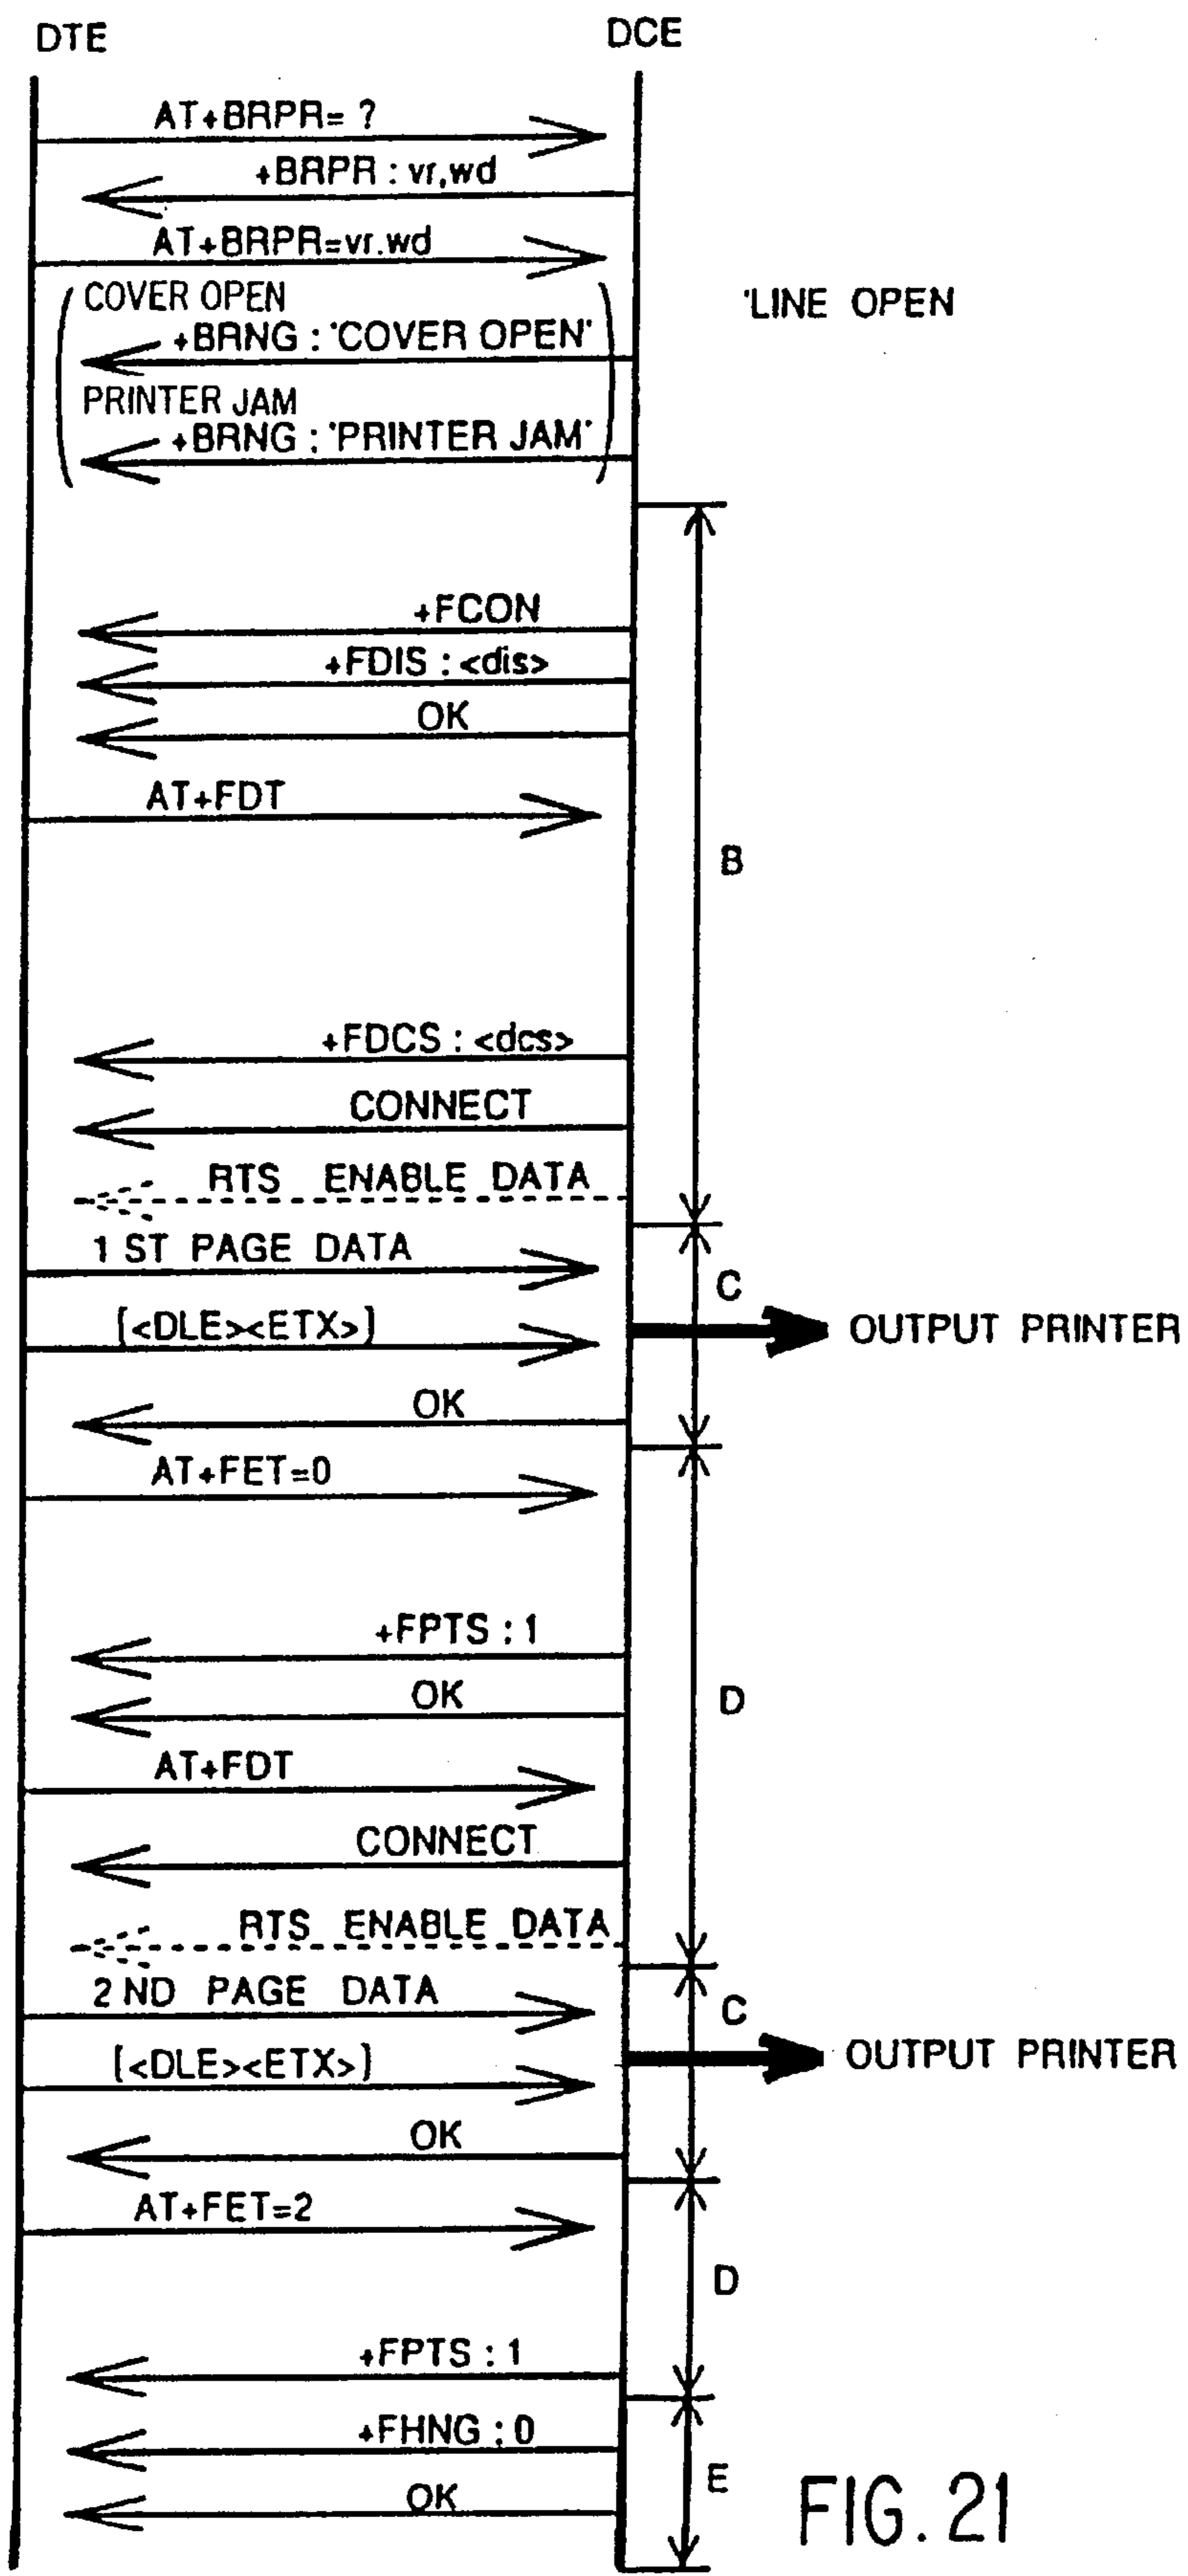 DTE DCE
AT+BRPR= ?
+BRPR : vr,wd
AT+BRPR=vr.wd
COVER OPEN 'LINE OPEN
+BRNG : 'COVER OPEN'
PRINTER JAM
+BRNG : 'PRINTER JAM'
+FCON
+FDIS : <dis>
OK
AT+FDT
B
+FDCS : <dcs>
CONNECT
RTS ENABLE DATA
1 ST PAGE DATA
C
[<DLE><ETX>] OUTPUT PRINTER
OK
AT+FET=0
+FPTS : 1
OK D
AT+FDT
CONNECT
RTS ENABLE DATA
2 ND PAGE DATA
C
[<DLE><ETX>] OUTPUT PRINTER
OK
AT+FET=2
D
+FPTS : 1
+FHNG : 0
E
OK
FIG. 21